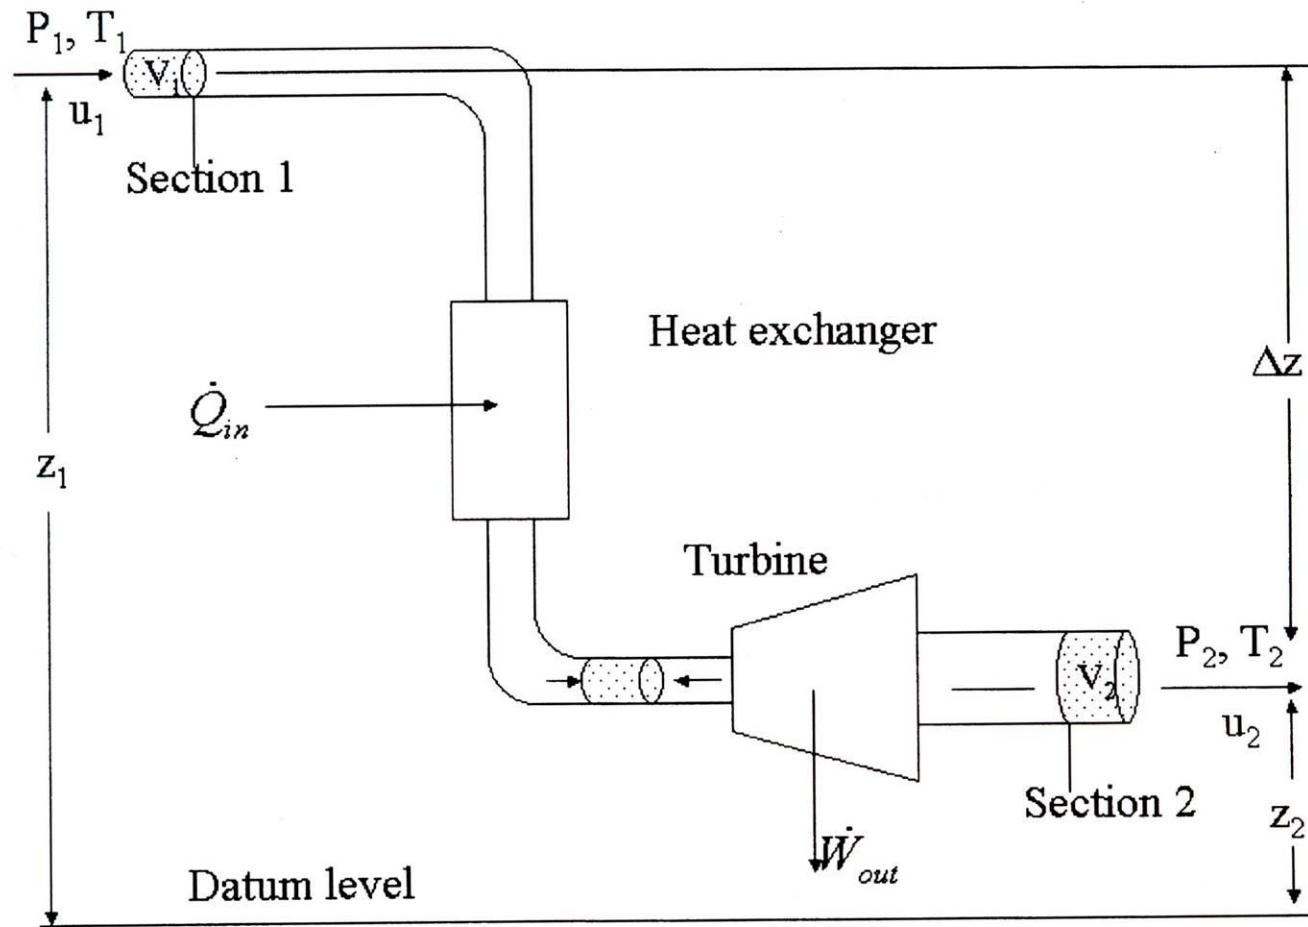 P₁, T₁
V₁
u₁
Section 1
Heat exchanger
Δz
Q̇ᵢₙ
z₁
Turbine
P₂, T₂
V₂
u₂
Section 2
z₂
Ẇₒᵤₜ
Datum level